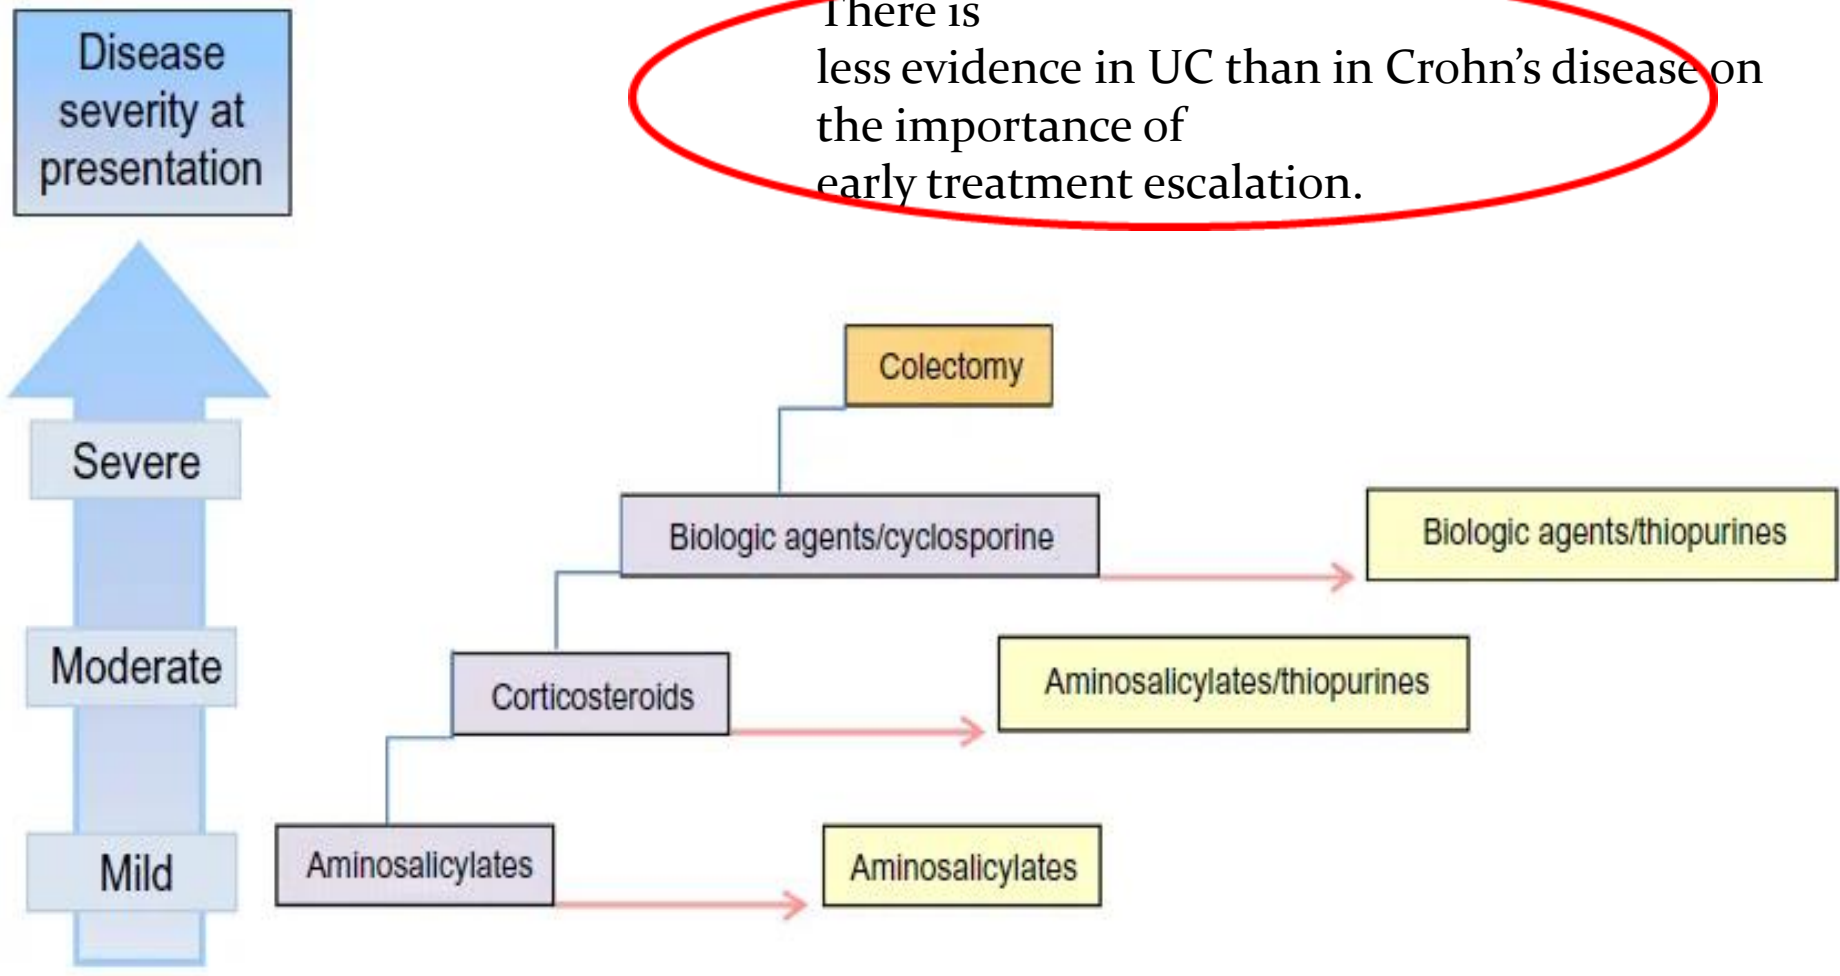 Disease
severity at
presentation
There is
less evidence in UC than in Crohn’s disease on
the importance of
early treatment escalation.
Colectomy
Severe
Biologic agents/cyclosporine
Biologic agents/thiopurines
Moderate
Corticosteroids
Aminosalicylates/thiopurines
Mild
Aminosalicylates
Aminosalicylates